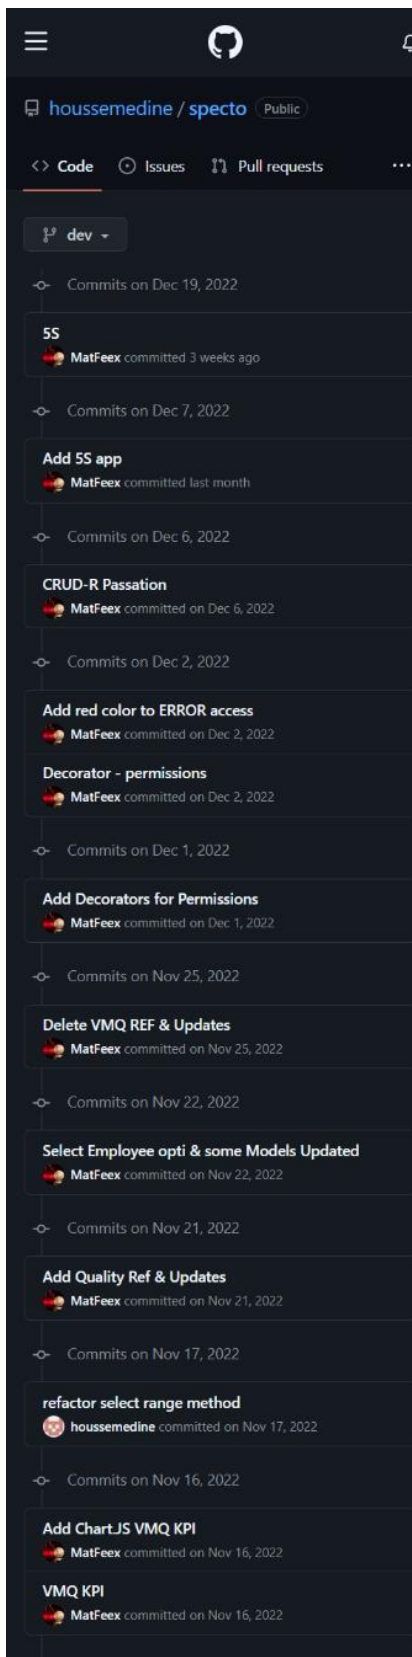 houssemedine / specto Public
Code Issues Pull requests ...
dev
Commits on Dec 19, 2022
5S
MatFeex committed 3 weeks ago
Commits on Dec 7, 2022
Add 5S app
MatFeex committed last month
Commits on Dec 6, 2022
CRUD-R Passation
MatFeex committed on Dec 6, 2022
Commits on Dec 2, 2022
Add red color to ERROR access
MatFeex committed on Dec 2, 2022
Decorator - permissions
MatFeex committed on Dec 2, 2022
Commits on Dec 1, 2022
Add Decorators for Permissions
MatFeex committed on Dec 1, 2022
Commits on Nov 25, 2022
Delete VMQ REF & Updates
MatFeex committed on Nov 25, 2022
Commits on Nov 22, 2022
Select Employee opti & some Models Updated
MatFeex committed on Nov 22, 2022
Commits on Nov 21, 2022
Add Quality Ref & Updates
MatFeex committed on Nov 21, 2022
Commits on Nov 17, 2022
refactor select range method
houssemedine committed on Nov 17, 2022
Commits on Nov 16, 2022
Add Chart.JS VMQ KPI
MatFeex committed on Nov 16, 2022
VMQ KPI
MatFeex committed on Nov 16, 2022